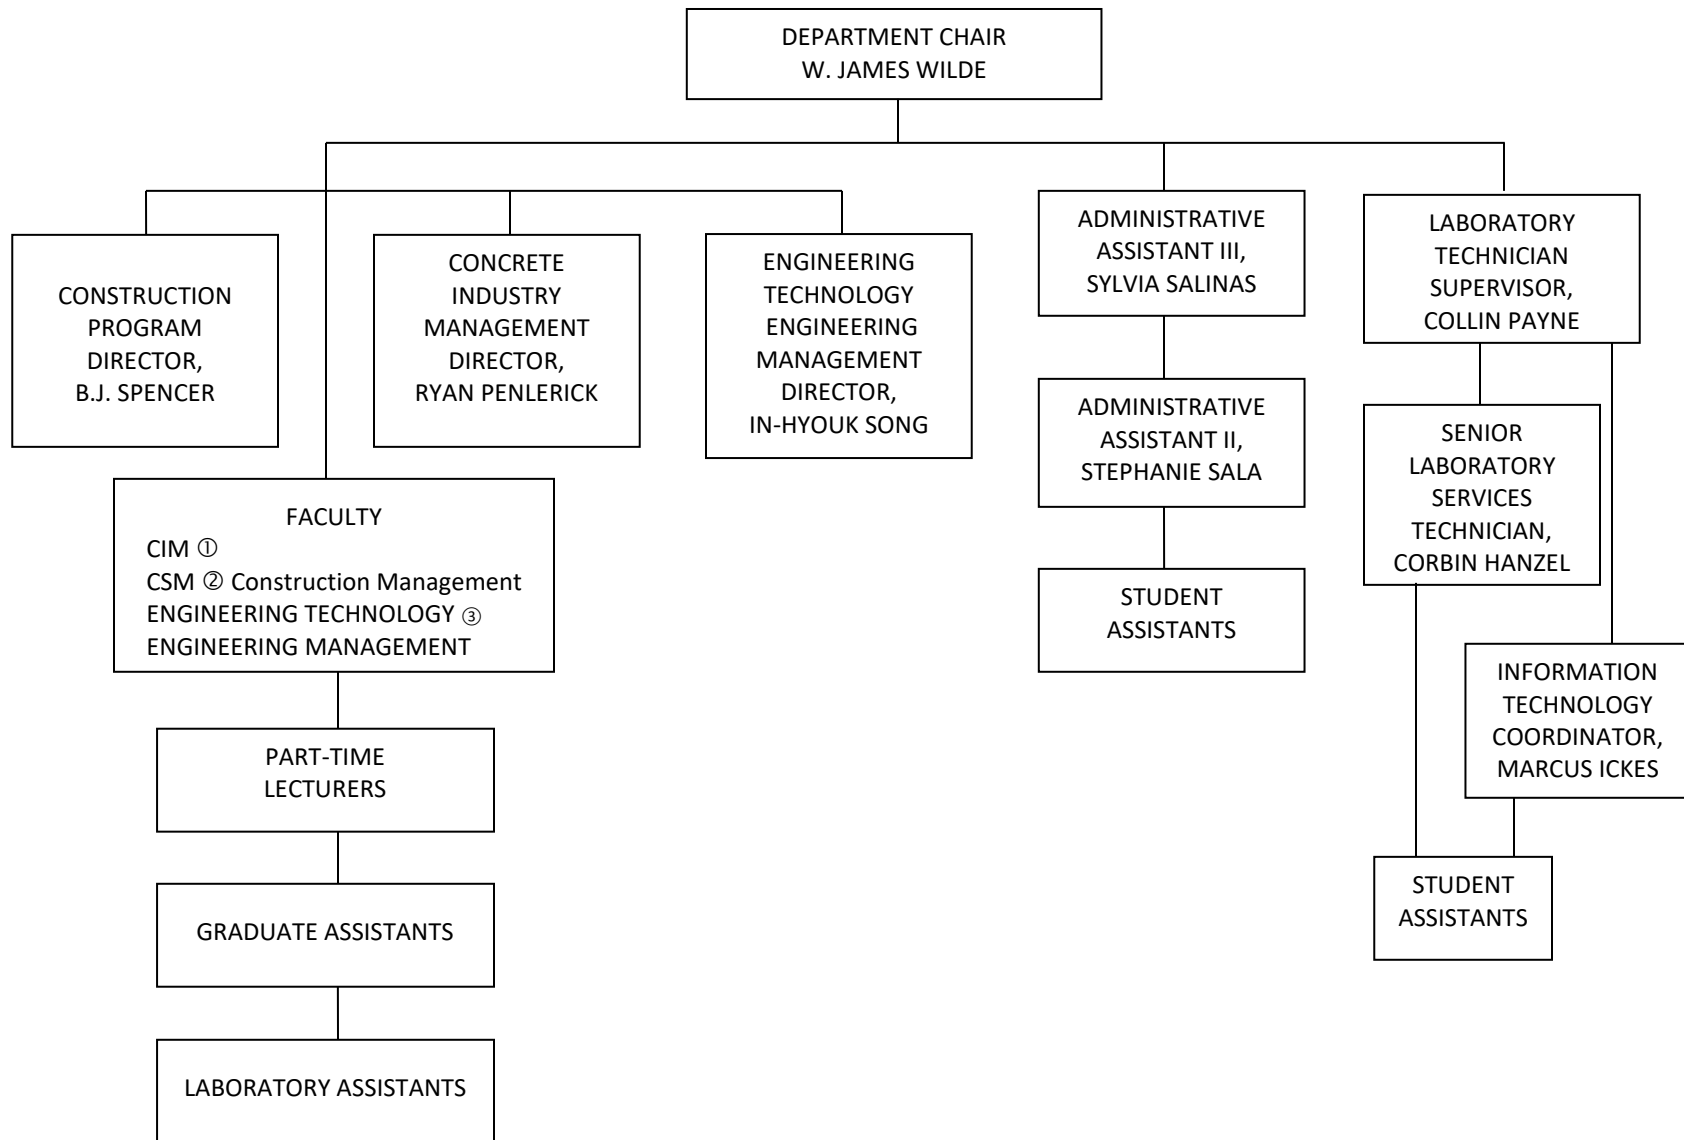 DEPARTMENT CHAIR
W. JAMES WILDE
CONSTRUCTION
PROGRAM
DIRECTOR,
B.J. SPENCER
CONCRETE
INDUSTRY
MANAGEMENT
DIRECTOR,
RYAN PENLERICK
ENGINEERING
TECHNOLOGY
ENGINEERING
MANAGEMENT
DIRECTOR,
IN-HYOUK SONG
ADMINISTRATIVE
ASSISTANT III,
SYLVIA SALINAS
LABORATORY
TECHNICIAN
SUPERVISOR,
COLLIN PAYNE
ADMINISTRATIVE
ASSISTANT II,
STEPHANIE SALA
SENIOR
LABORATORY
SERVICES
TECHNICIAN,
CORBIN HANZEL
FACULTY
CIM ①
CSM ② Construction Management
ENGINEERING TECHNOLOGY ③
ENGINEERING MANAGEMENT
STUDENT
ASSISTANTS
INFORMATION
TECHNOLOGY
COORDINATOR,
MARCUS ICKES
PART-TIME
LECTURERS
STUDENT
ASSISTANTS
GRADUATE ASSISTANTS
LABORATORY ASSISTANTS